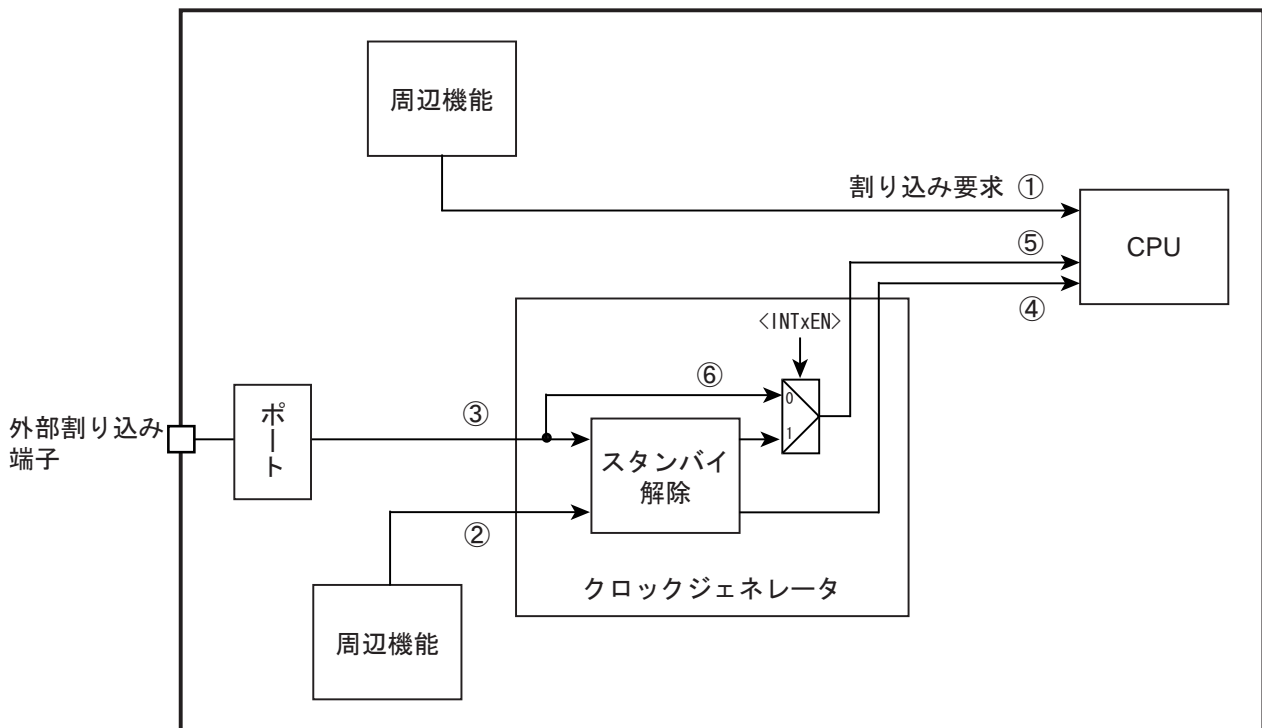 周辺機能
割り込み要求 ①
CPU
⑤
④
<INTxEN>
⑥
0
1
外部割り込み
端子
ポート
③
スタンバイ
解除
②
クロックジェネレータ
周辺機能